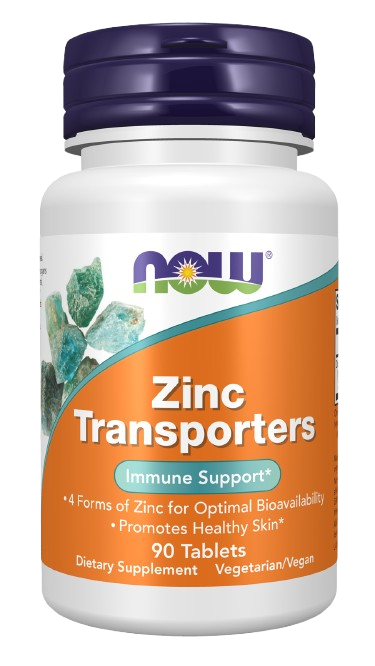 NOW®
Zinc
Transporters
Immune Support*
• 4 Forms of Zinc for Optimal Bioavailability
• Promotes Healthy Skin*
90 Tablets
Dietary Supplement Vegetarian/Vegan